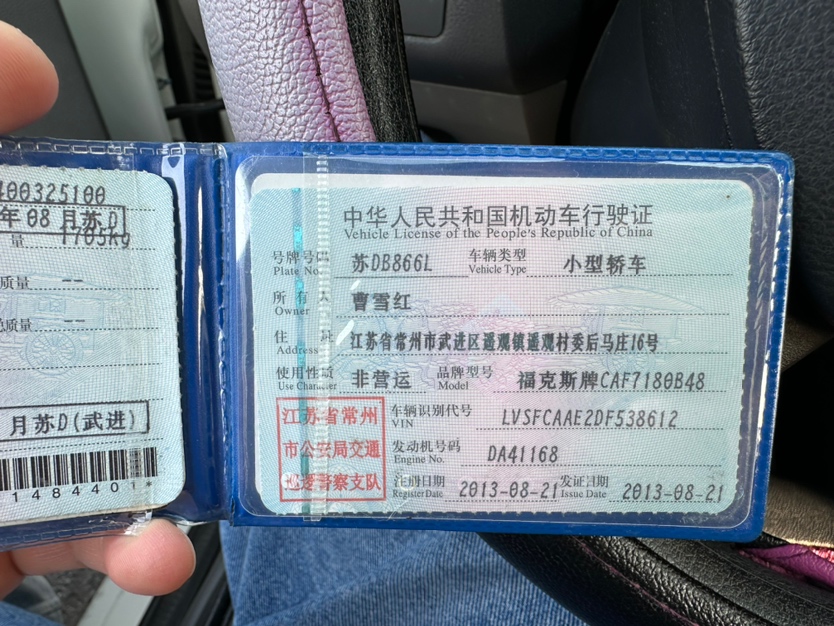 400325100
年08月苏D
量 1705kg
质量 --
总质量 --
月苏D(武进)
1484401*
中华人民共和国机动车行驶证
Vehicle License of the People's Republic of China
号牌号码 苏DB866L 车辆类型 小型轿车
Plate No. Vehicle Type
所有人 曹雪红
Owner
住址 江苏省常州市武进区遥观镇遥观村委后马庄16号
Address
使用性质 非营运 品牌型号 福克斯牌CAF7180B48
Use Character Model
江苏省常州
市公安局交通
巡逻警察支队
车辆识别代号 LVSFCAAE2DF538612
VIN
发动机号码 DA41168
Engine No.
注册日期 2013-08-21 发证日期 2013-08-21
Register Date Issue Date